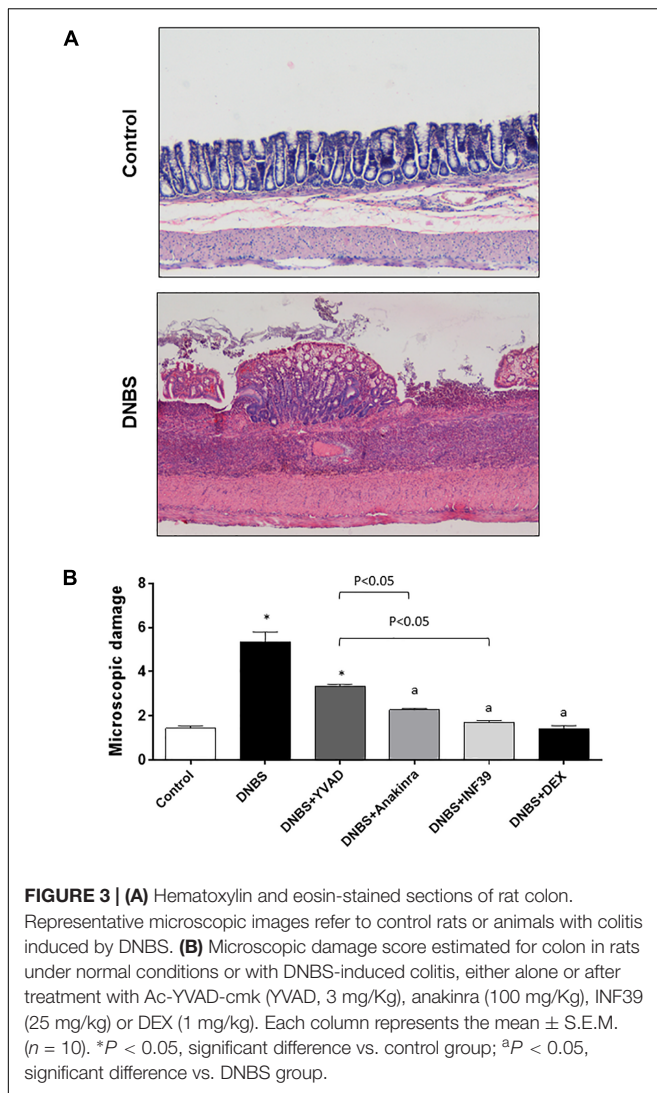 A
Control
DNBS
B
Microscopic damage
8
6
4
2
0
P<0.05
P<0.05
*
*
a
a
a
Control
DNBS
DNBS+YVAD
DNBS+Anakinra
DNBS+INF39
DNBS+DEX
FIGURE 3 | (A) Hematoxylin and eosin-stained sections of rat colon.
Representative microscopic images refer to control rats or animals with colitis
induced by DNBS. (B) Microscopic damage score estimated for colon in rats
under normal conditions or with DNBS-induced colitis, either alone or after
treatment with Ac-YVAD-cmk (YVAD, 3 mg/Kg), anakinra (100 mg/Kg), INF39
(25 mg/kg) or DEX (1 mg/kg). Each column represents the mean ± S.E.M.
(n = 10). *P < 0.05, significant difference vs. control group; ᵃP < 0.05,
significant difference vs. DNBS group.